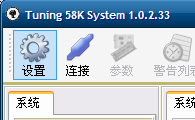 Tuning 58K System 1.0.2.33
设置 连接 参数 警告列表
系统 系统